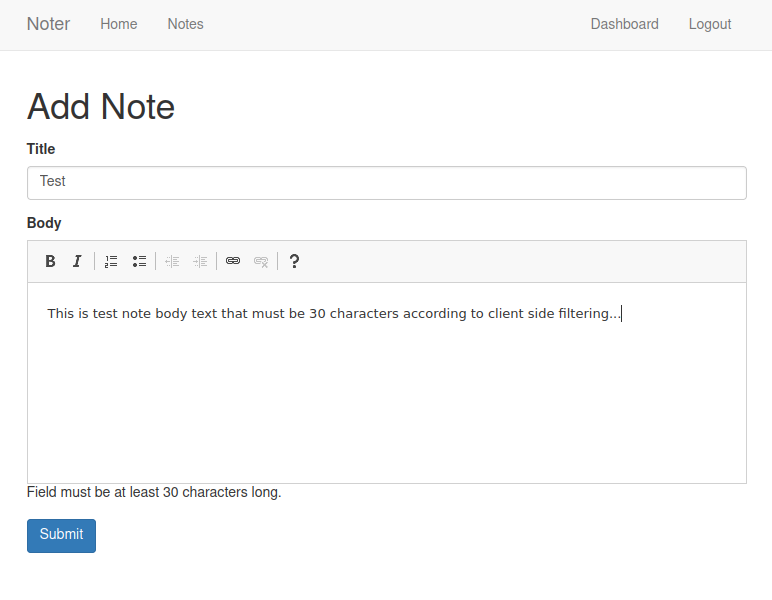 Noter Home Notes Dashboard Logout
Add Note
Title
Test
Body
B I ?
This is test note body text that must be 30 characters according to client side filtering...
Field must be at least 30 characters long.
Submit